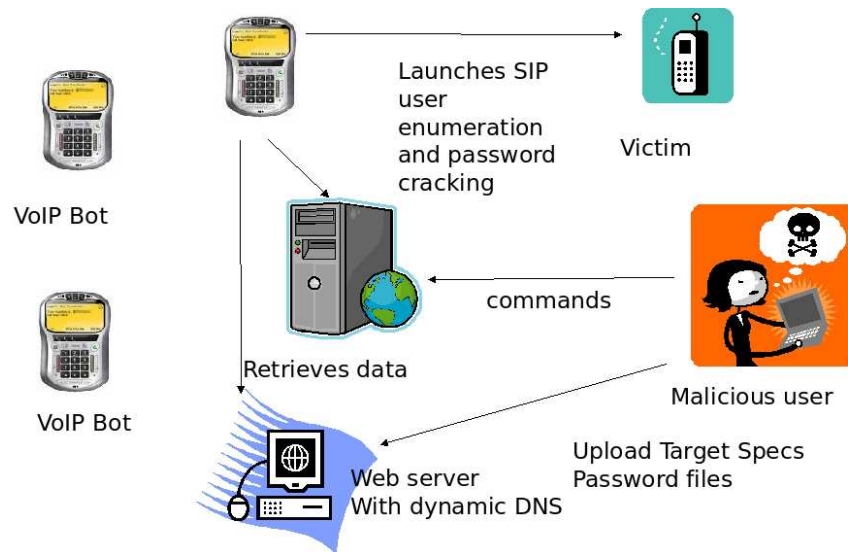 Launches SIP
user
enumeration
and password
cracking
Victim
VoIP Bot
commands
Retrieves data
VoIP Bot
Malicious user
Upload Target Specs
Password files
Web server
With dynamic DNS